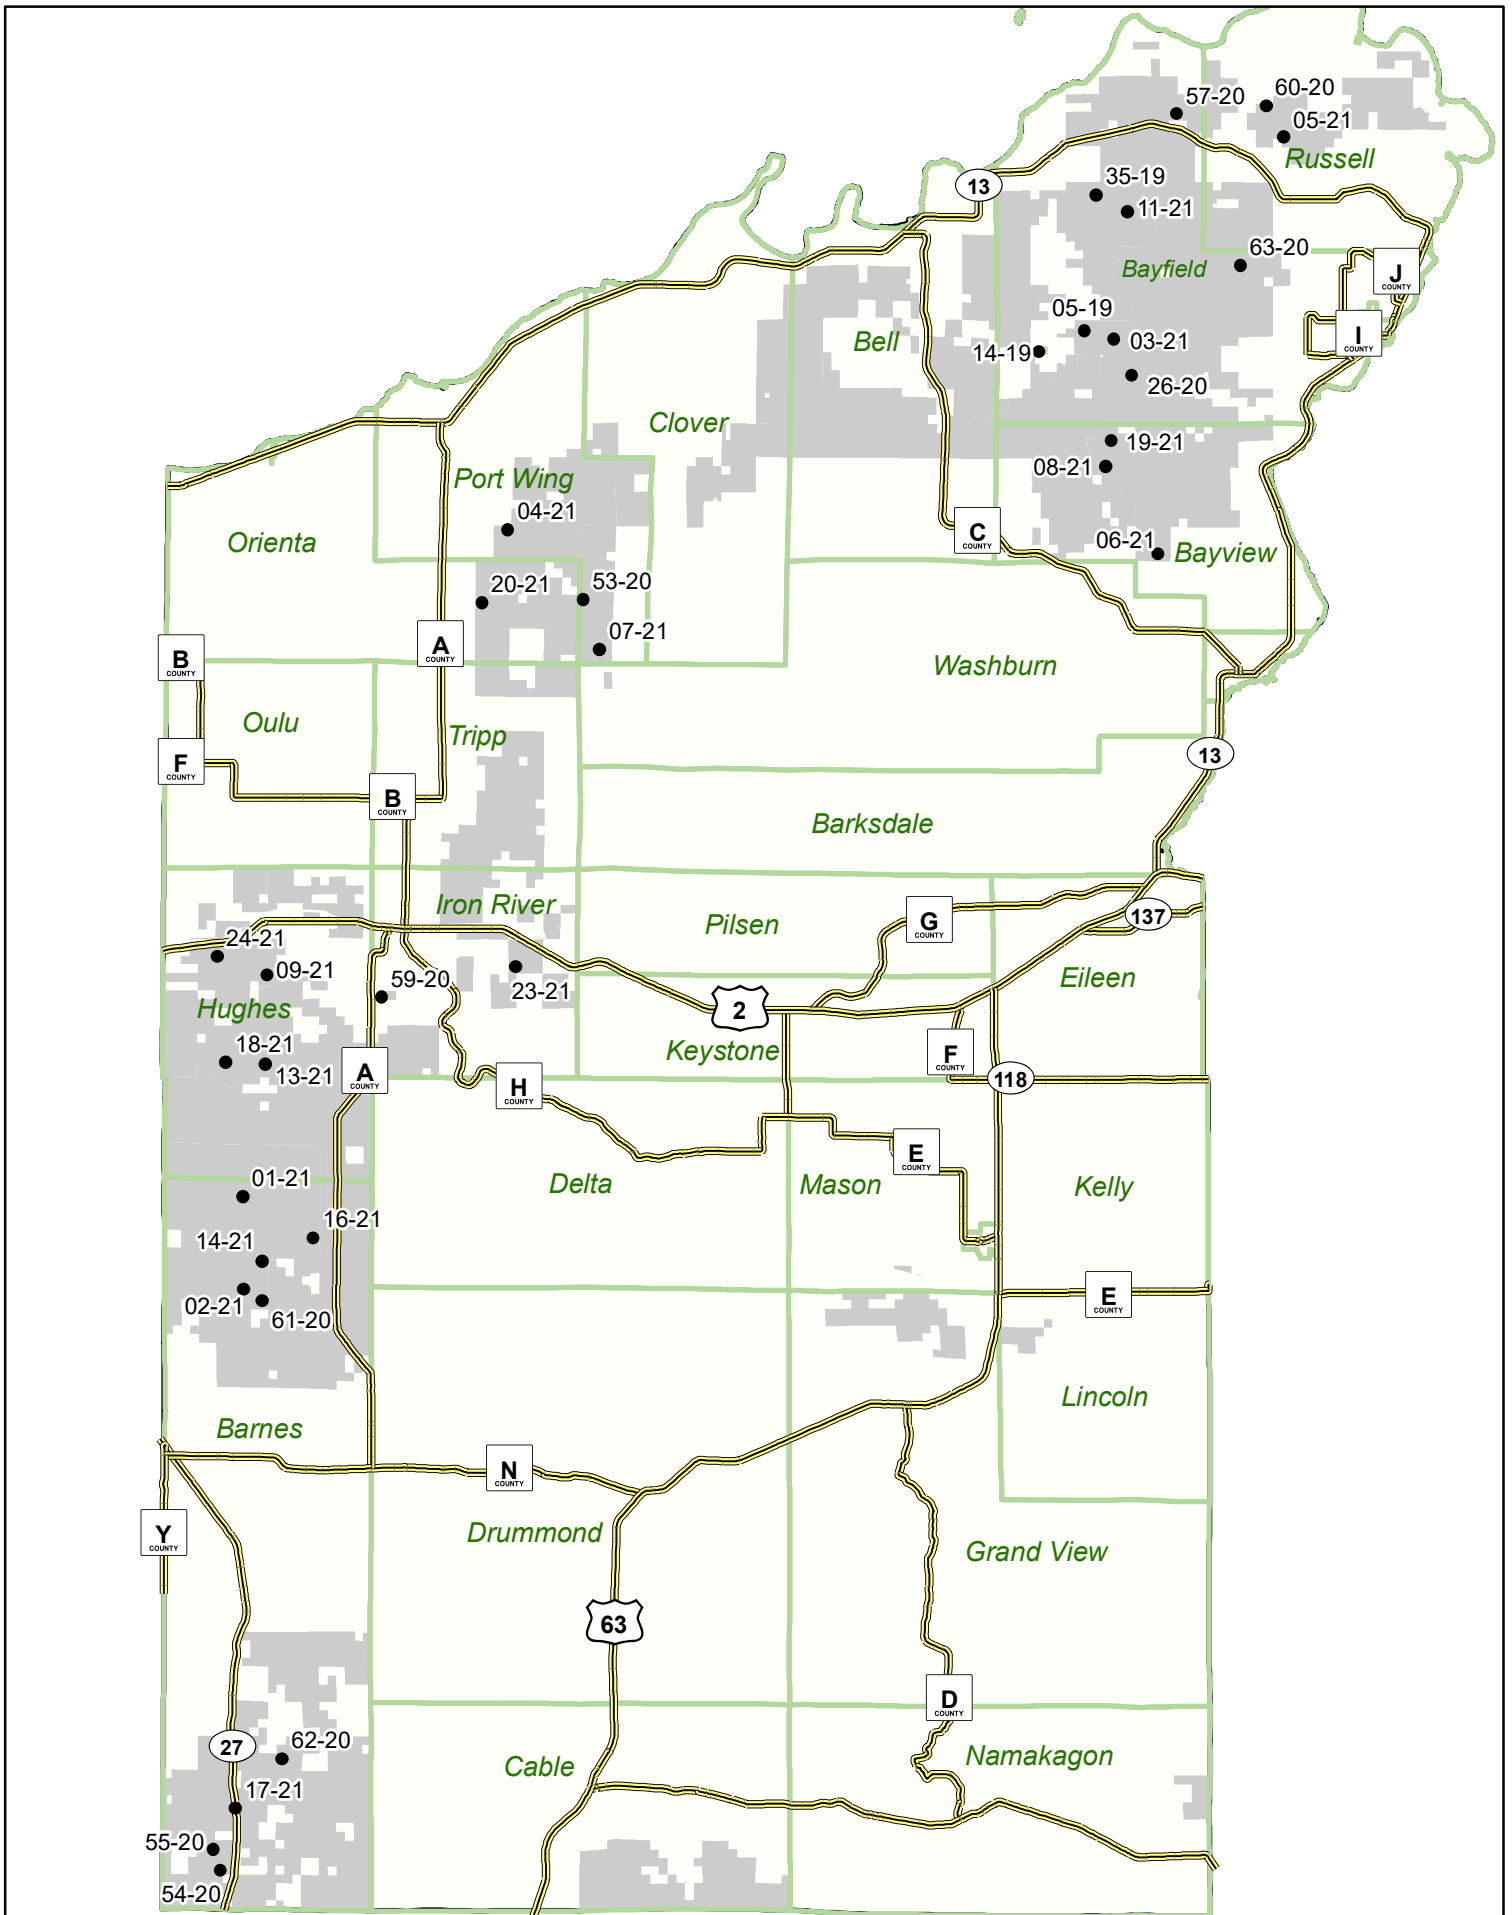 57-20
60-20
05-21
Russell
13
35-19
11-21
63-20
Bayfield
J
COUNTY
05-19
I
COUNTY
Bell
14-19
03-21
26-20
Clover
19-21
08-21
Port Wing
04-21
C
COUNTY
06-21
Bayview
Orienta
20-21
53-20
07-21
A
COUNTY
B
COUNTY
Washburn
Oulu
Tripp
13
F
COUNTY
B
COUNTY
Barksdale
Iron River
Pilsen
G
COUNTY
137
24-21
09-21
59-20
23-21
Eileen
Hughes
2
18-21
13-21
A
COUNTY
Keystone
F
COUNTY
118
H
COUNTY
E
COUNTY
01-21
Delta
Mason
Kelly
16-21
14-21
02-21
61-20
E
COUNTY
Lincoln
Barnes
N
COUNTY
Y
COUNTY
Drummond
Grand View
63
D
COUNTY
62-20
27
Cable
Namakagon
17-21
55-20
54-20